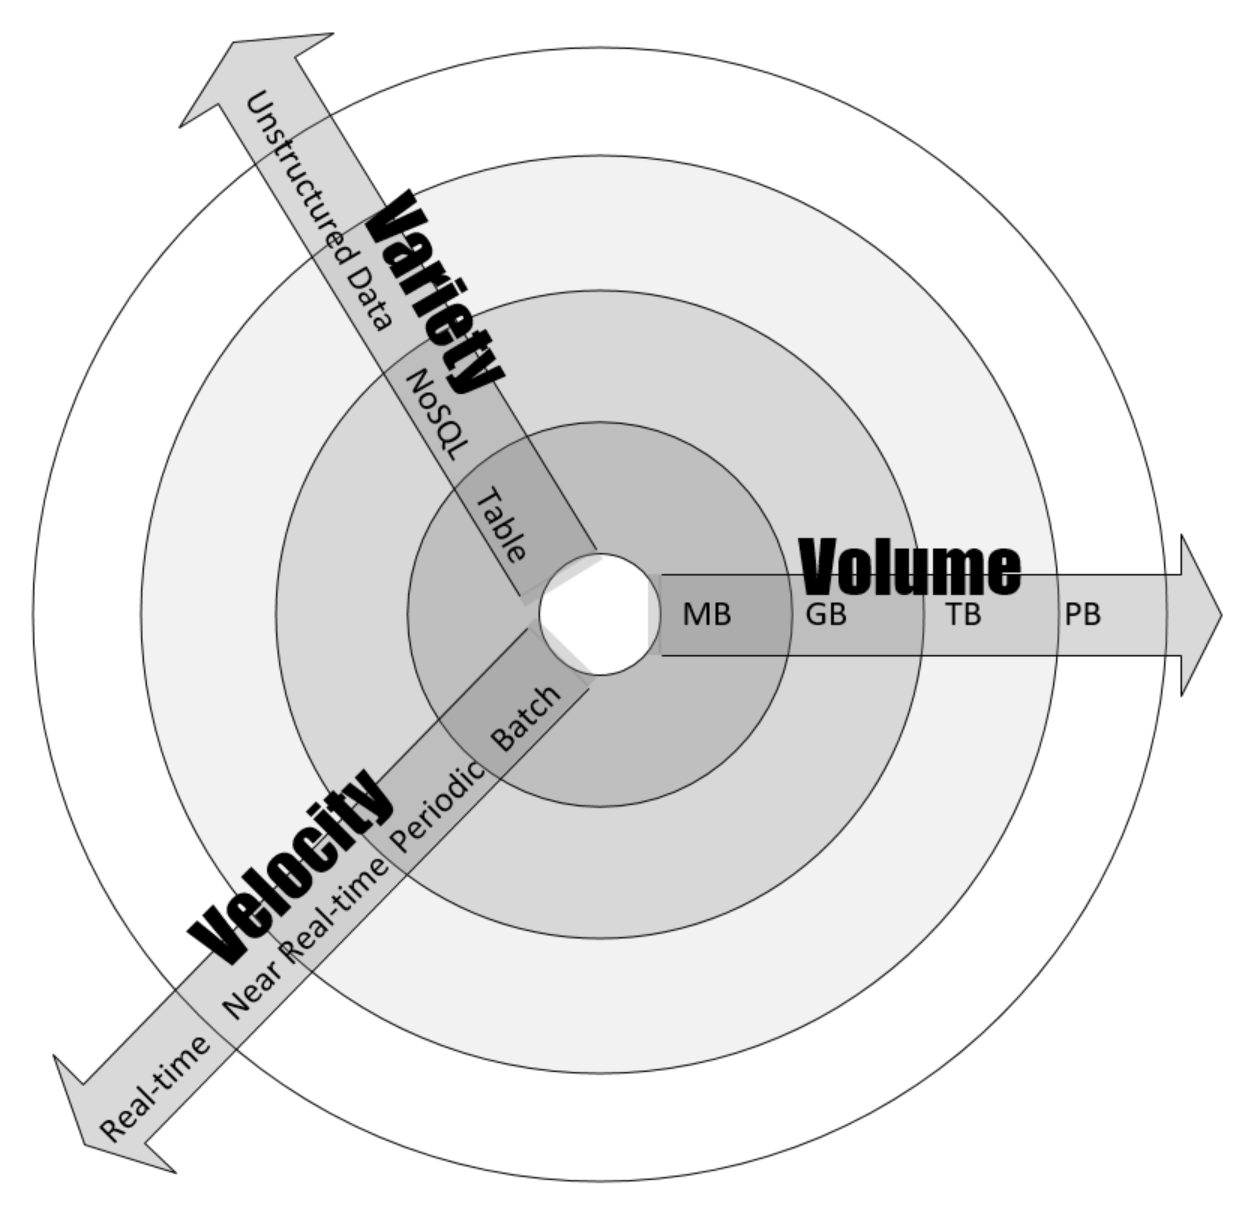 Variety
Unstructured Data
NoSQL
Table
Volume
MB
GB
TB
PB
Velocity
Batch
Periodic
Near Real-time
Real-time